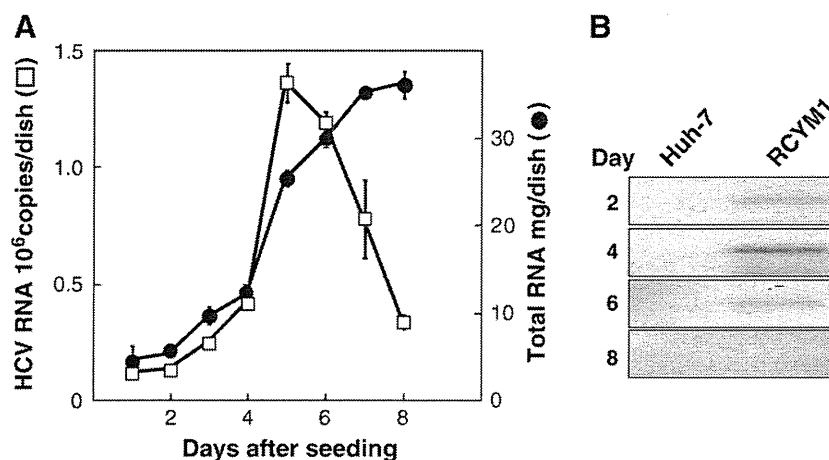 A
HCV RNA 10⁶copies/dish (□)
1.5
1.0
0.5
0
30
20
10
0
Total RNA mg/dish (●)
2
4
6
8
Days after seeding
B
Huh-7
RCYM1
Day
2
4
6
8